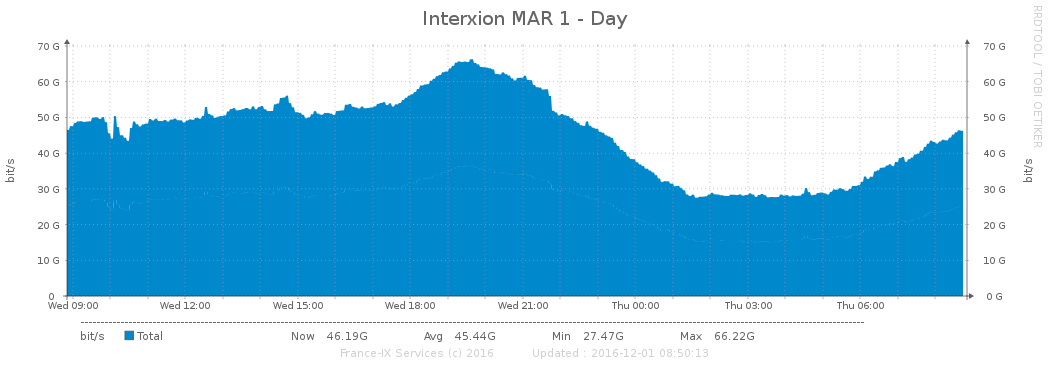 Interxion MAR 1 - Day
RRDTOOL / TOBI OETIKER
70 G 70 G
60 G 60 G
50 G 50 G
40 G 40 G
30 G 30 G
20 G 20 G
10 G 10 G
0 0 G
bit/s bit/s
Wed 09:00 Wed 12:00 Wed 15:00 Wed 18:00 Wed 21:00 Thu 00:00 Thu 03:00 Thu 06:00
bit/s Total Now 46.19G Avg 45.44G Min 27.47G Max 66.22G
France-IX Services (c) 2016 Updated : 2016-12-01 08:50:13